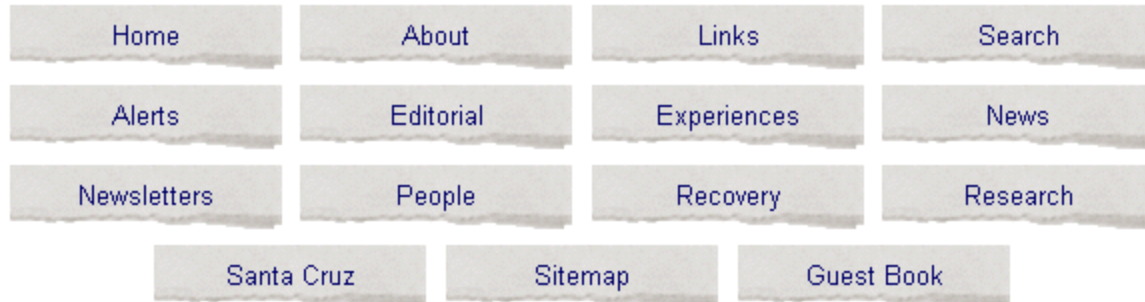 Home About Links Search
Alerts Editorial Experiences News
Newsletters People Recovery Research
Santa Cruz Sitemap Guest Book